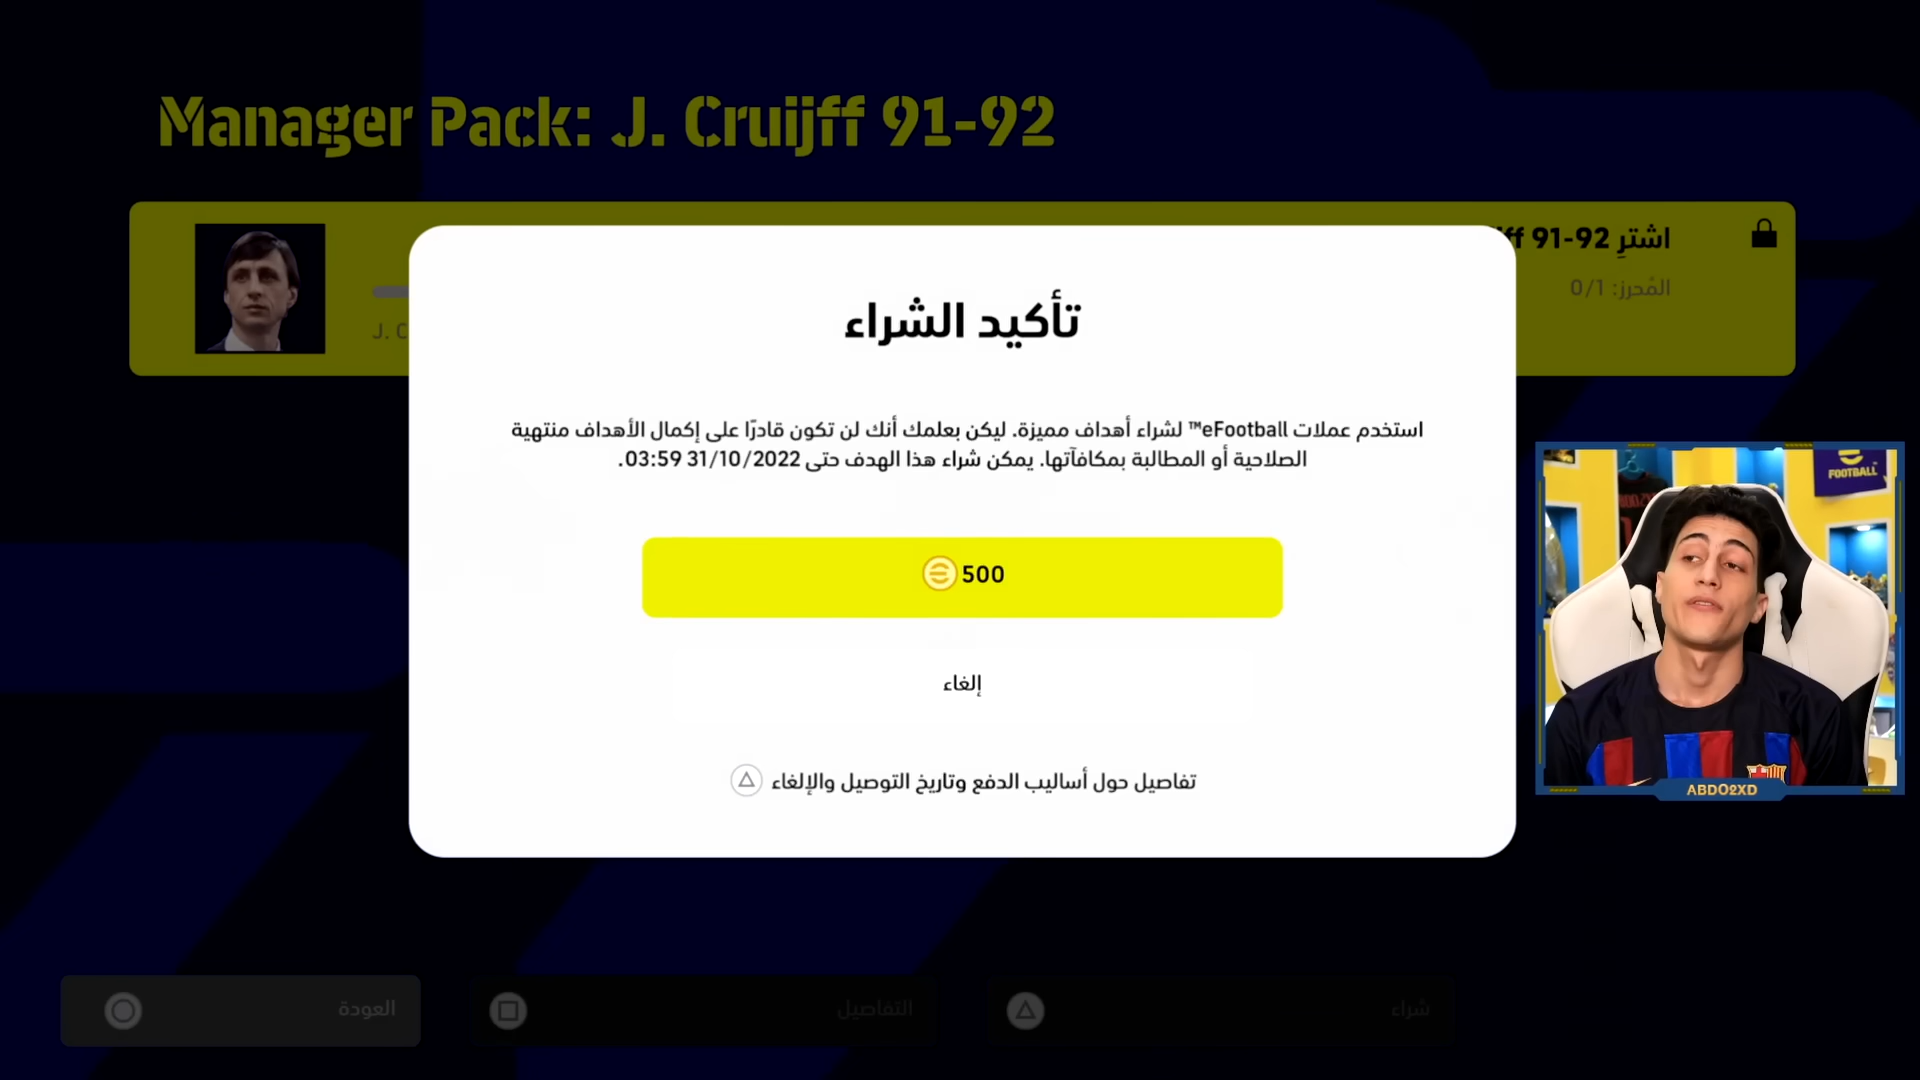 Manager Pack: J. Cruijff 91-92
اشترِ 92-91
المُحرز: 0/1
تأكيد الشراء
استخدم عملات eFootball™ لشراء أهداف مميزة. ليكن بعلمك أنك لن تكون قادرًا على إكمال الأهداف منتهية
الصلاحية أو المطالبة بمكافآتها. يمكن شراء هذا الهدف حتى 31/10/2022 03:59.
500
إلغاء
تفاصيل حول أساليب الدفع وتاريخ التوصيل والإلغاء
FOOTBALL
ABDO2XD
شراء
التفاصيل
العودة